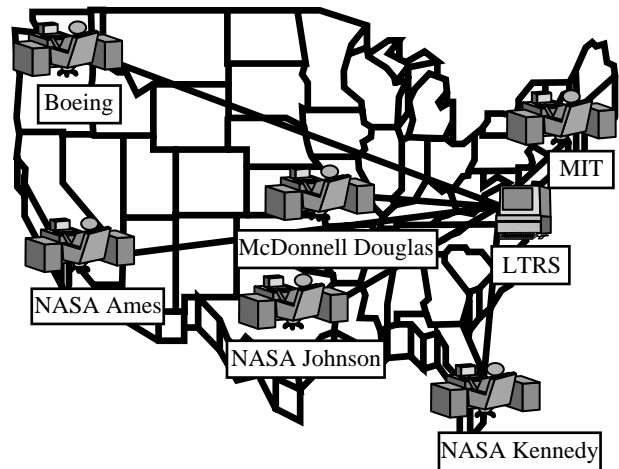 Boeing
MIT
McDonnell Douglas
LTRS
NASA Ames
NASA Johnson
NASA Kennedy